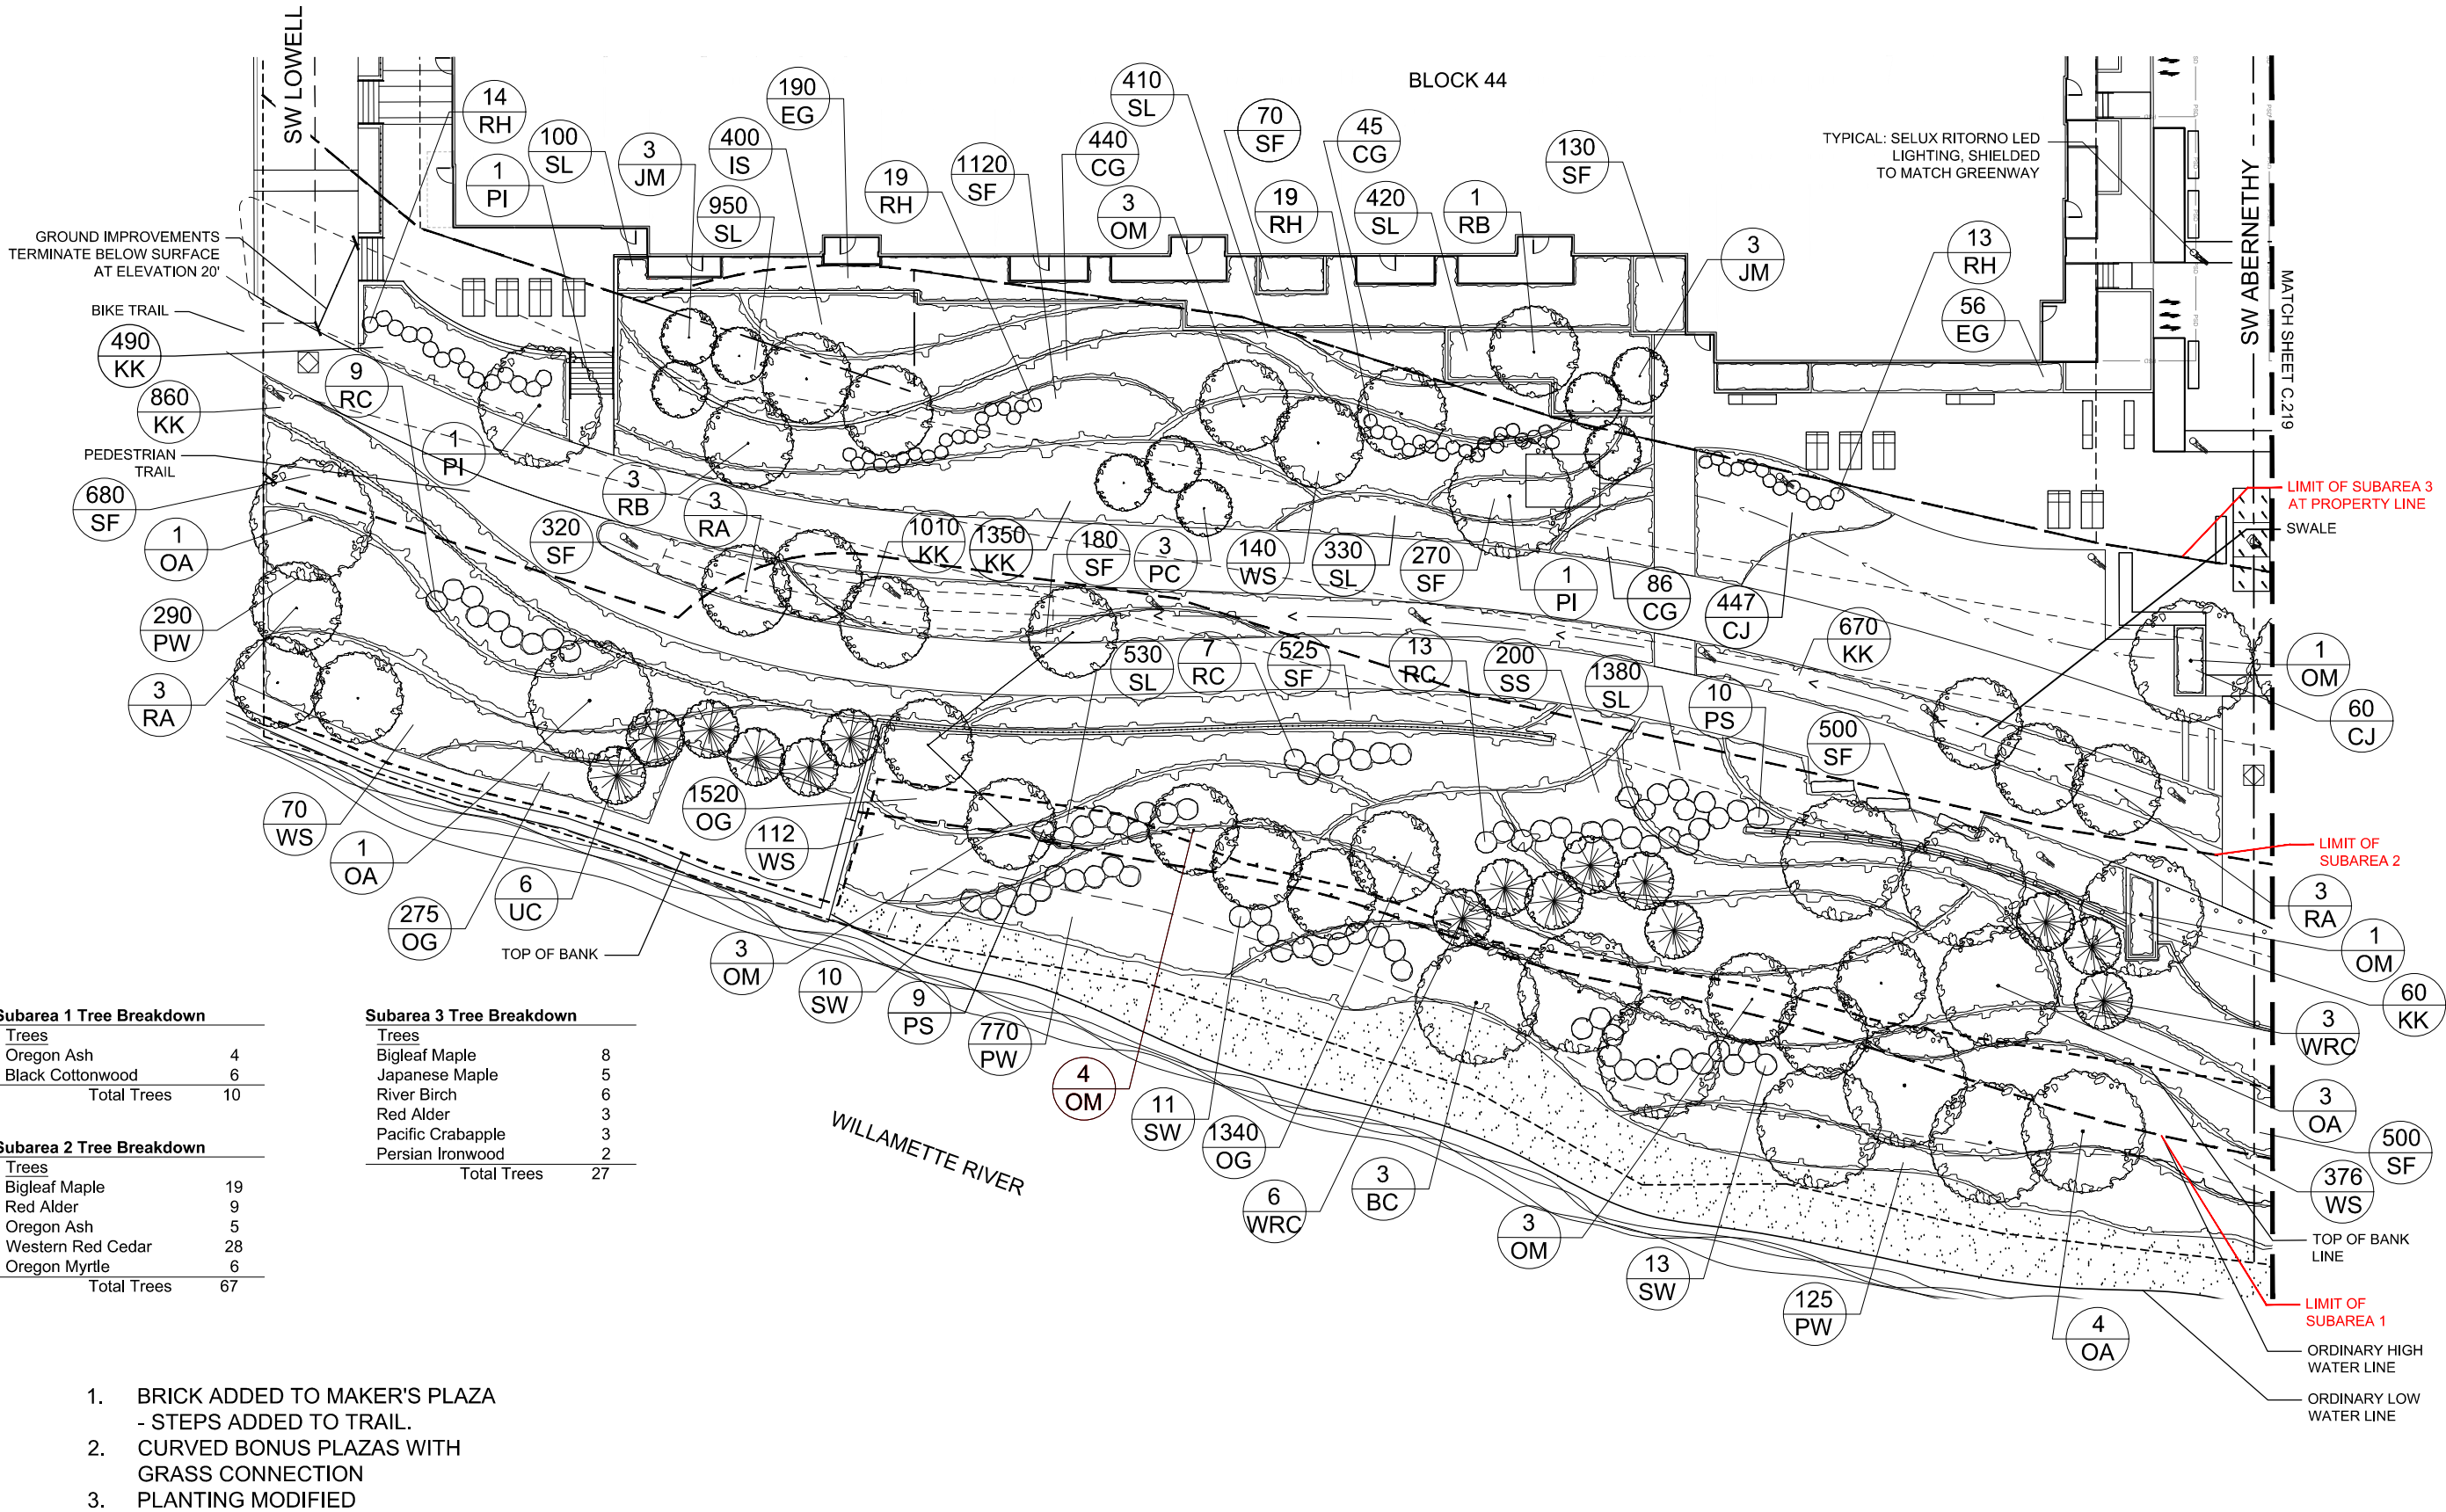 SW LOWELL
BLOCK 44
14
RH
100
SL
1
PI
3
JM
400
IS
190
EG
950
SL
19
RH
1120
SF
440
CG
410
SL
3
OM
70
SF
45
CG
19
RH
420
SL
1
RB
130
SF
3
JM
13
RH
56
EG
TYPICAL: SELUX RITORNO LED
LIGHTING, SHIELDED
TO MATCH GREENWAY
SW ABERNETHY
MATCH SHEET C.219
GROUND IMPROVEMENTS
TERMINATE BELOW SURFACE
AT ELEVATION 20'
BIKE TRAIL
490
KK
860
KK
9
RC
PEDESTRIAN
TRAIL
680
SF
1
OA
290
PW
3
RA
1
PI
320
SF
3
RB
3
RA
1010
KK
1350
KK
180
SF
3
PC
140
WS
330
SL
270
SF
1
PI
86
CG
447
CJ
670
KK
LIMIT OF SUBAREA 3
AT PROPERTY LINE
SWALE
530
SL
7
RC
525
SF
13
RC
200
SS
1380
SL
10
PS
500
SF
1
OM
60
CJ
70
WS
1
OA
275
OG
6
UC
1520
OG
112
WS
TOP OF BANK
3
OM
10
SW
9
PS
770
PW
4
OM
11
SW
1340
OG
6
WRC
3
BC
3
OM
13
SW
125
PW
4
OA
LIMIT OF
SUBAREA 2
3
RA
1
OM
60
KK
3
WRC
3
OA
500
SF
376
WS
TOP OF BANK
LINE
LIMIT OF
SUBAREA 1
ORDINARY HIGH
WATER LINE
ORDINARY LOW
WATER LINE
WILLAMETTE RIVER
Subarea 1 Tree Breakdown
Trees
Oregon Ash 4
Black Cottonwood 6
Total Trees 10
Subarea 2 Tree Breakdown
Trees
Bigleaf Maple 19
Red Alder 9
Oregon Ash 5
Western Red Cedar 28
Oregon Myrtle 6
Total Trees 67
Subarea 3 Tree Breakdown
Trees
Bigleaf Maple 8
Japanese Maple 5
River Birch 6
Red Alder 3
Pacific Crabapple 3
Persian Ironwood 2
Total Trees 27
1. BRICK ADDED TO MAKER'S PLAZA
- STEPS ADDED TO TRAIL.
2. CURVED BONUS PLAZAS WITH
GRASS CONNECTION
3. PLANTING MODIFIED